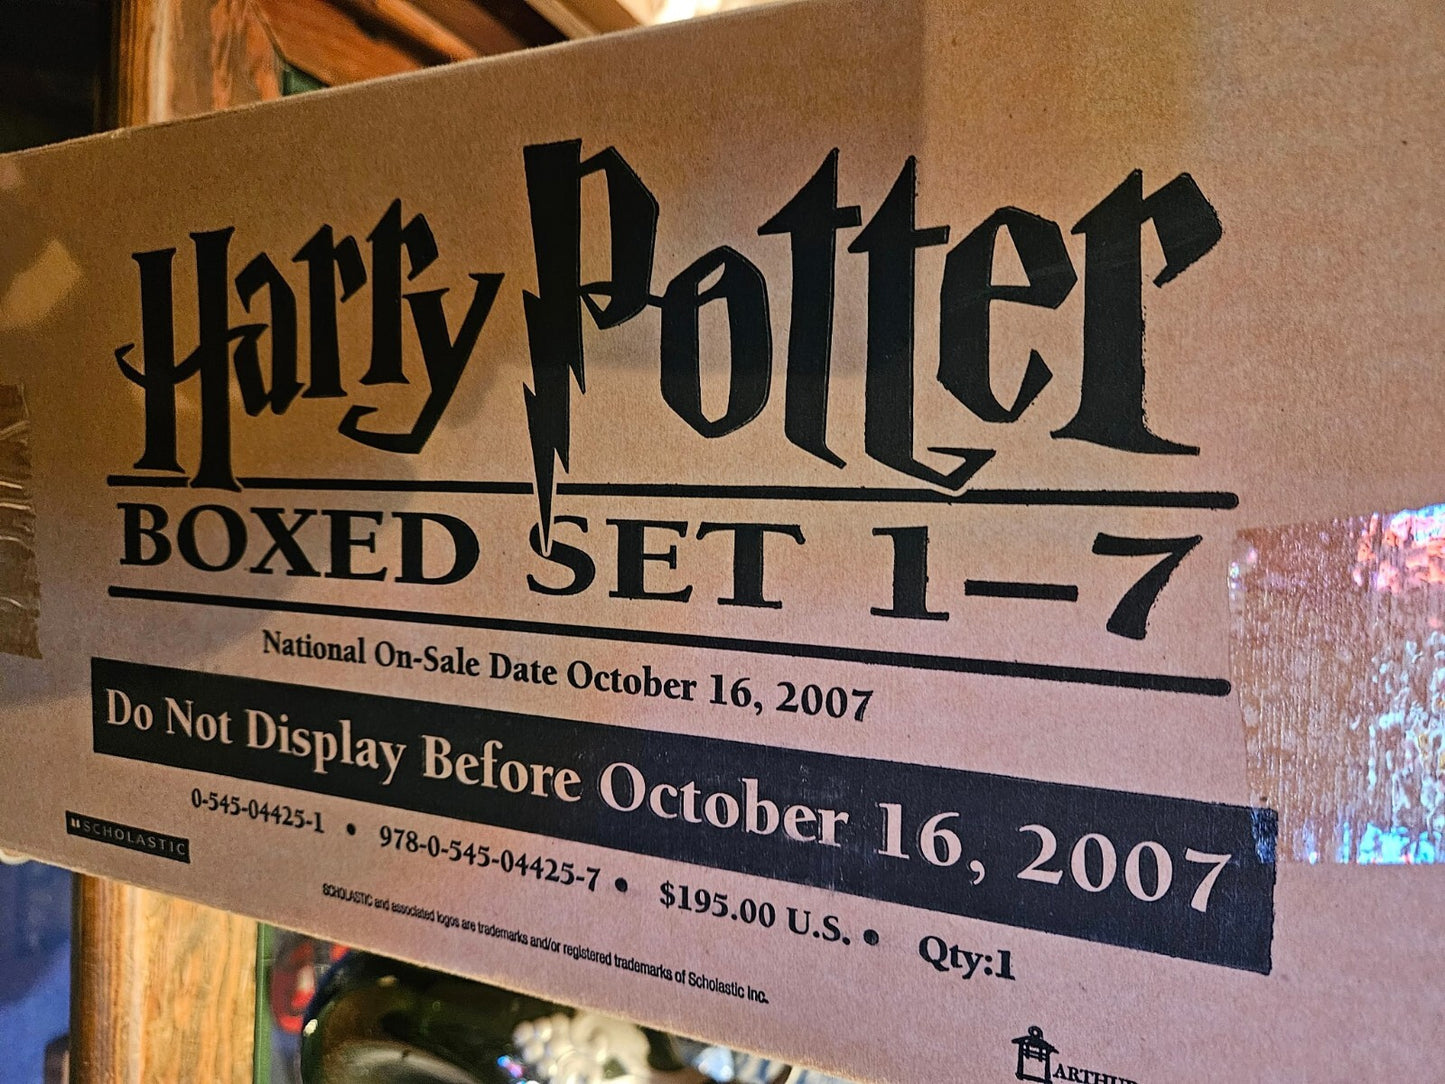 Harry Potter
BOXED SET 1–7
National On-Sale Date October 16, 2007
Do Not Display Before October 16, 2007
0-545-04425-1 • 978-0-545-04425-7 • $195.00 U.S. • Qty:1
SCHOLASTIC
SCHOLASTIC and associated logos are trademarks and/or registered trademarks of Scholastic Inc.
ARTHUR